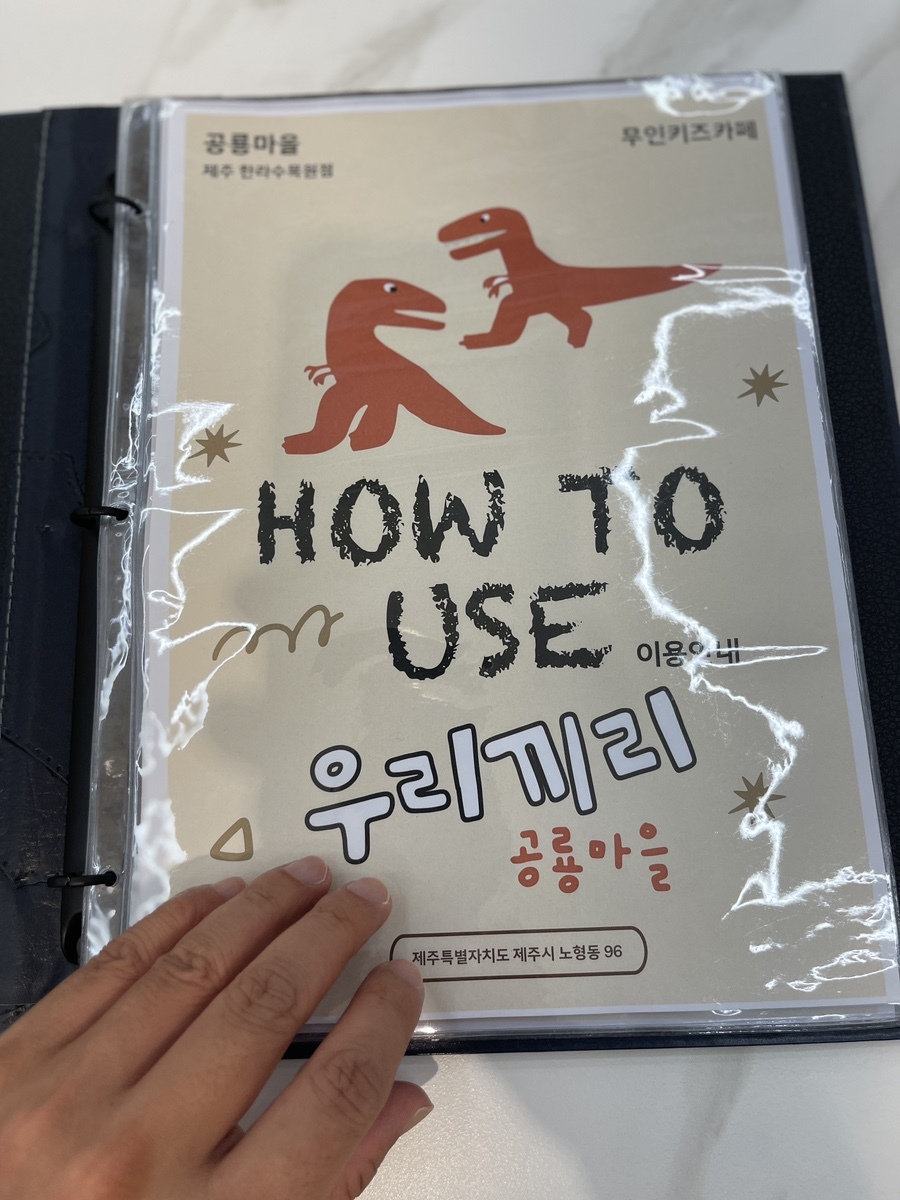 공룡마을
무인키즈카페
제주 한라수목원점
HOW TO
USE
이용안내
우리끼리
공룡마을
제주특별자치도 제주시 노형동 96